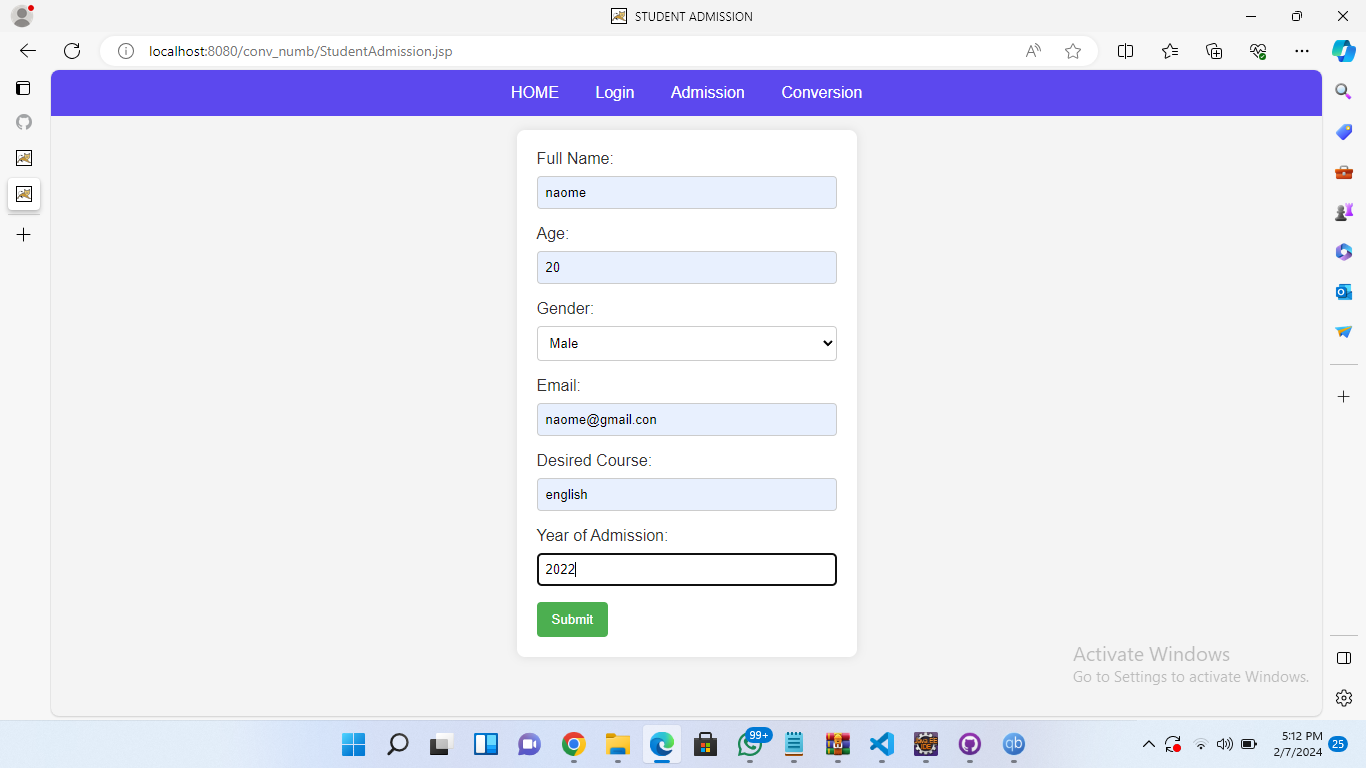 STUDENT ADMISSION
localhost:8080/conv_numb/StudentAdmission.jsp
HOME Login Admission Conversion
Full Name:
naome
Age:
20
Gender:
Male
Email:
naome@gmail.con
Desired Course:
english
Year of Admission:
2022
Submit
Activate Windows
Go to Settings to activate Windows.
99+
qb
5:12 PM
2/7/2024
25